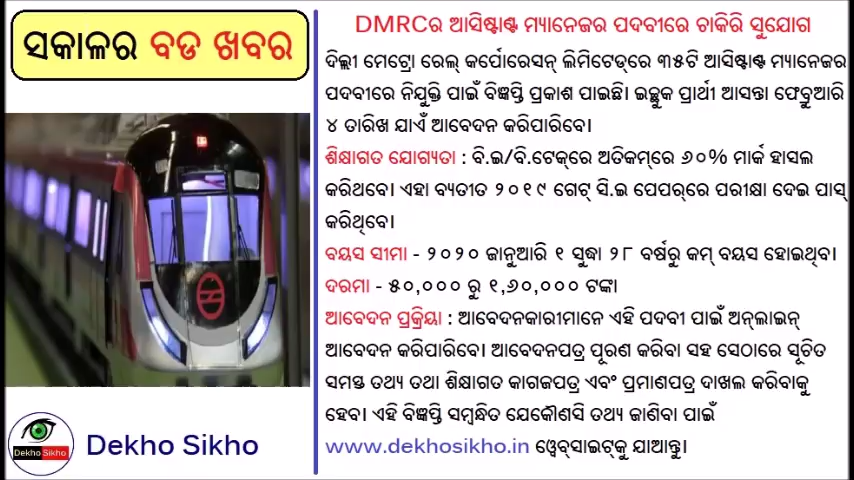 ସକାଳର ବଡ ଖବର
DMRCର ଆସିଷ୍ଟାଣ୍ଟ ମ୍ୟାନେଜର ପଦବୀରେ ଚାକିରି ସୁଯୋଗ
ଦିଲ୍ଲୀ ମେଟ୍ରୋ ରେଲ୍ କର୍ପୋରେସନ୍ ଲିମିଟେଡ୍‌ରେ ୩୫ଟି ଆସିଷ୍ଟାଣ୍ଟ ମ୍ୟାନେଜର
ପଦବୀରେ ନିଯୁକ୍ତି ପାଇଁ ବିଜ୍ଞପ୍ତି ପ୍ରକାଶ ପାଇଛି। ଇଚ୍ଛୁକ ପ୍ରାର୍ଥୀ ଆସନ୍ତା ଫେବୃଆରି
୪ ତାରିଖ ଯାଏଁ ଆବେଦନ କରିପାରିବେ।
ଶିକ୍ଷାଗତ ଯୋଗ୍ୟତା : ବି.ଇ/ବି.ଟେକ୍‌ରେ ଅତିକମ୍‌ରେ ୬୦% ମାର୍କ ହାସଲ
କରିଥବେ। ଏହା ବ୍ୟତୀତ ୨୦୧୯ ଗେଟ୍ ସି.ଇ ପେପର୍‌ରେ ପରୀକ୍ଷା ଦେଇ ପାସ୍
କରିଥିବେ।
ବୟସ ସୀମା - ୨୦୨୦ ଜାନୁଆରି ୧ ସୁଦ୍ଧା ୨୮ ବର୍ଷରୁ କମ୍ ବୟସ ହୋଇଥିବା
ଦରମା - ୫୦,୦୦୦ ରୁ ୧,୬୦,୦୦୦ ଟଙ୍କା
ଆବେଦନ ପ୍ରକ୍ରିୟା : ଆବେଦନକାରୀମାନେ ଏହି ପଦବୀ ପାଇଁ ଅନ୍‌ଲାଇନ୍
ଆବେଦନ କରିପାରିବେ। ଆବେଦନପତ୍ର ପୂରଣ କରିବା ସହ ସେଠାରେ ସୂଚିତ
ସମସ୍ତ ତଥ୍ୟ ତଥା ଶିକ୍ଷାଗତ କାଗଜପତ୍ର ଏବଂ ପ୍ରମାଣପତ୍ର ଦାଖଲ କରିବାକୁ
ହେବ। ଏହି ବିଜ୍ଞପ୍ତି ସମ୍ବନ୍ଧିତ ଯେକୌଣସି ତଥ୍ୟ ଜାଣିବା ପାଇଁ
www.dekhosikho.in ୱେବ୍‌ସାଇଟ୍‌କୁ ଯାଆନ୍ତୁ।
Dekho Sikho
Dekho Sikho